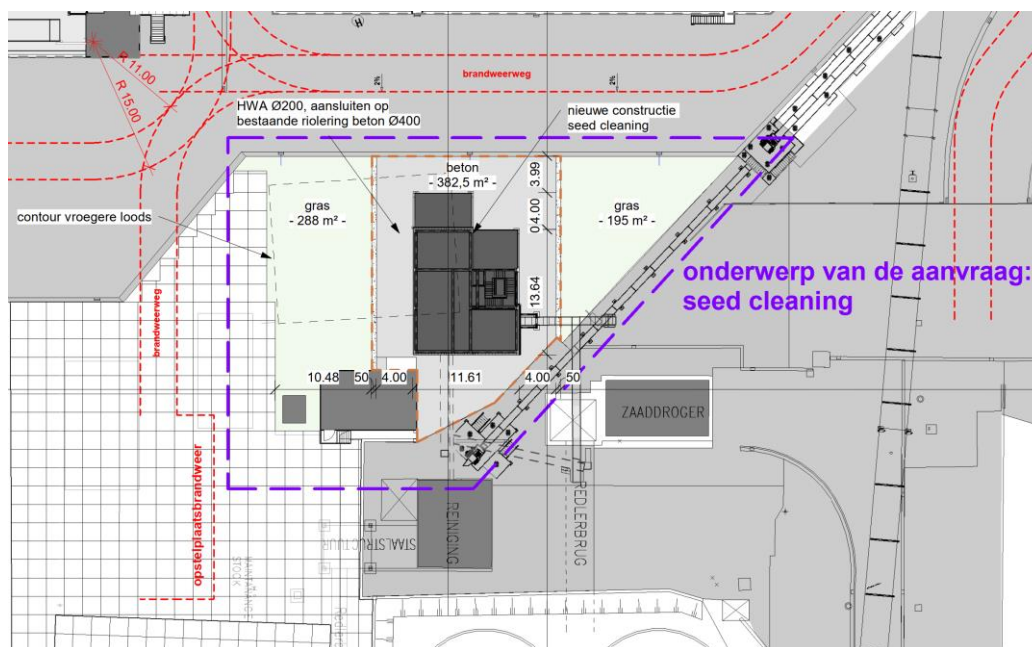 H
R 11.00
R 15.00
brandweerweg
2%
2%
HWA Ø200, aansluiten op
bestaande riolering beton Ø400
nieuwe constructie
seed cleaning
beton
- 382,5 m² -
3.99
4.00
0
13.64
gras
- 288 m² -
gras
- 195 m² -
contour vroegere loods
onderwerp van de aanvraag:
seed cleaning
brandweerweg
10.48
50
4.00
11.61
4.00
50
ZAADDROGER
opstelplaatsbrandweer
REINIGING
REDLERBRUG
STAALSTRUCTUUR
STOCK